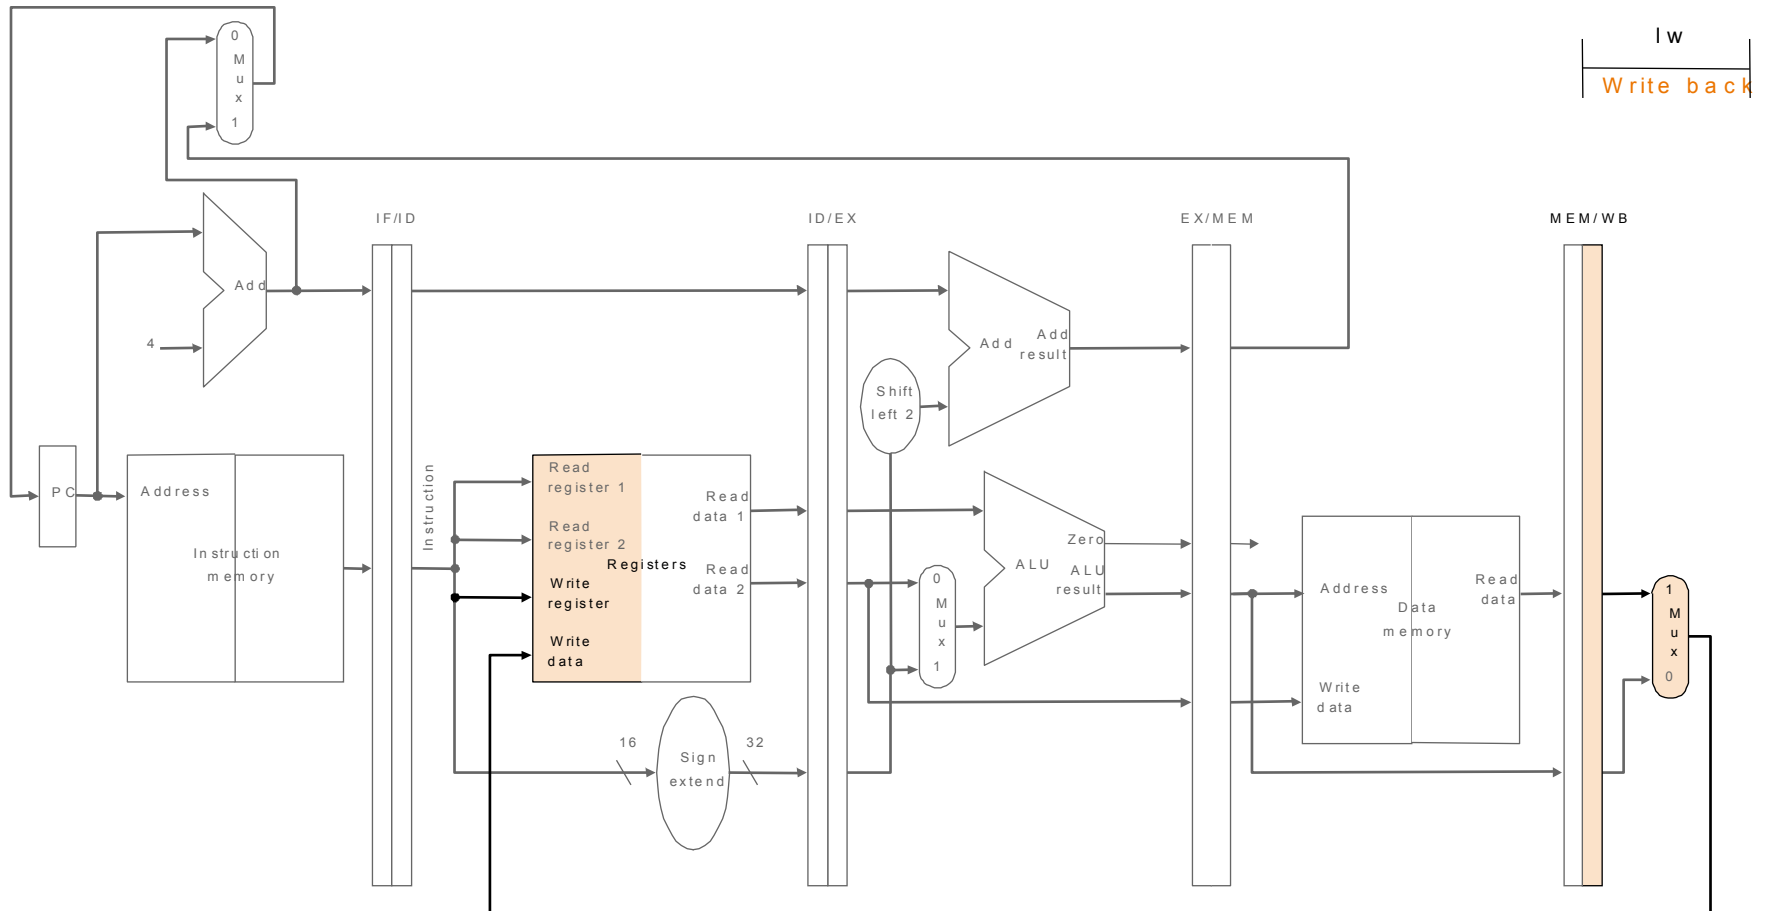 lw
Write back
0
M
u
x
1
IF/ID
ID/EX
EX/MEM
MEM/WB
Add
4
Add
Add
result
Shift
left 2
PC
Address
Instruction
memory
Instruction
Read
register 1
Read
register 2
Registers
Write
register
Write
data
Read
data 1
Read
data 2
0
M
u
x
1
Zero
ALU
ALU
result
Address
Data
memory
Read
data
Write
data
1
M
u
x
0
16
Sign
extend
32